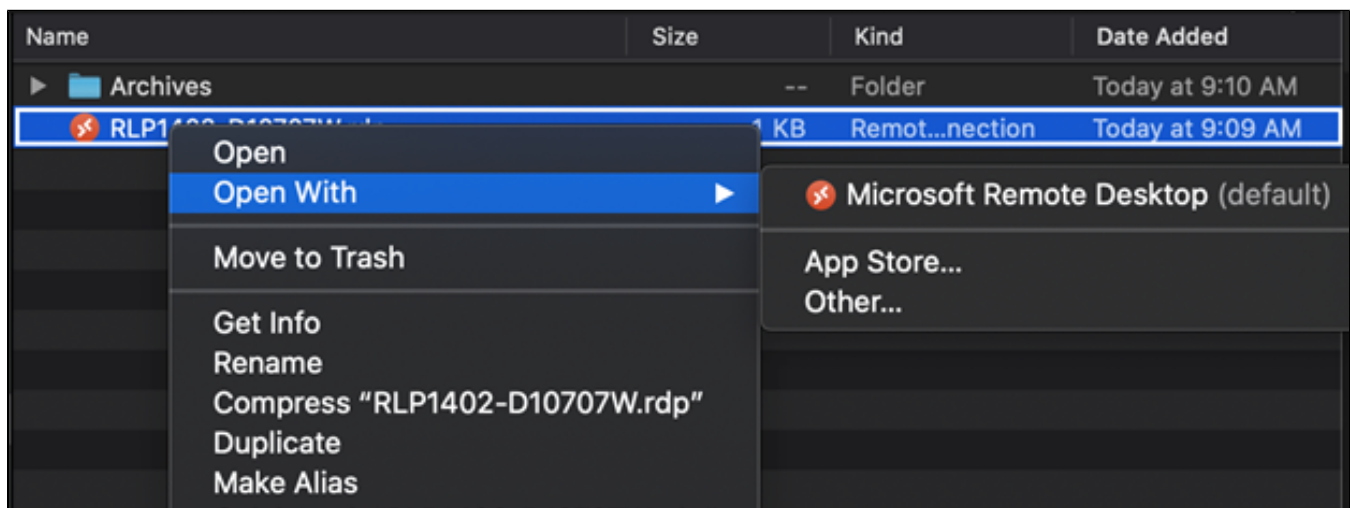 Name Size Kind Date Added
Archives -- Folder Today at 9:10 AM
1 KB Remot...nection Today at 9:09 AM
Open
Open With
Microsoft Remote Desktop (default)
Move to Trash
App Store...
Other...
Get Info
Rename
Compress “RLP1402-D10707W.rdp”
Duplicate
Make Alias